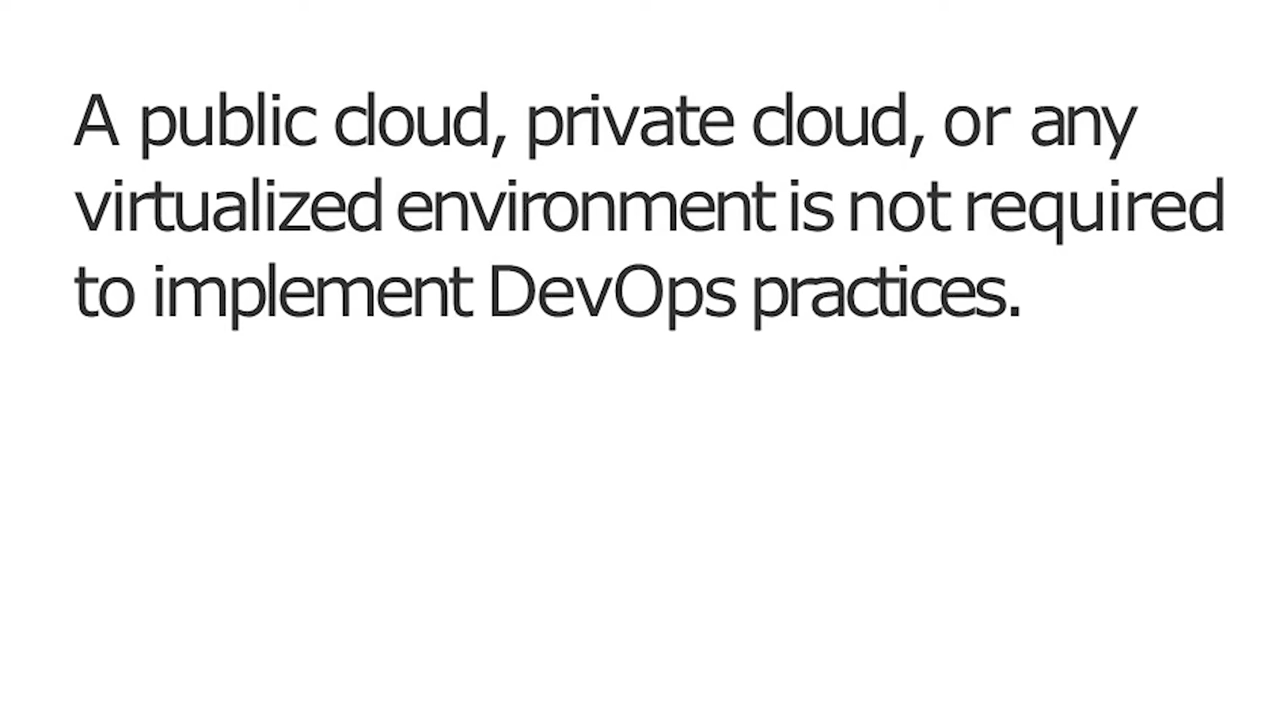 A public cloud, private cloud, or any
virtualized environment is not required
to implement DevOps practices.